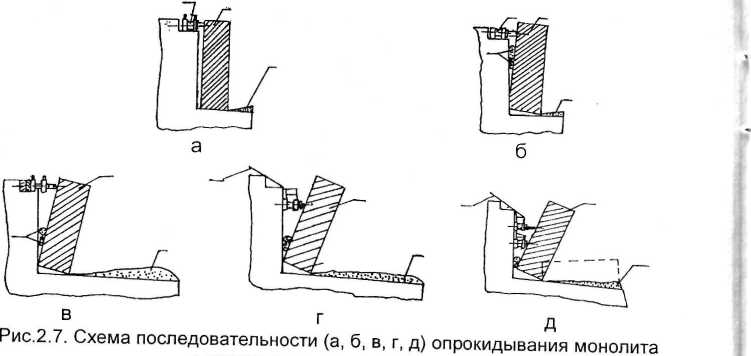 а
б
в
г
д
Рис.2.7. Схема последовательности (а, б, в, г, д) опрокидывания монолита